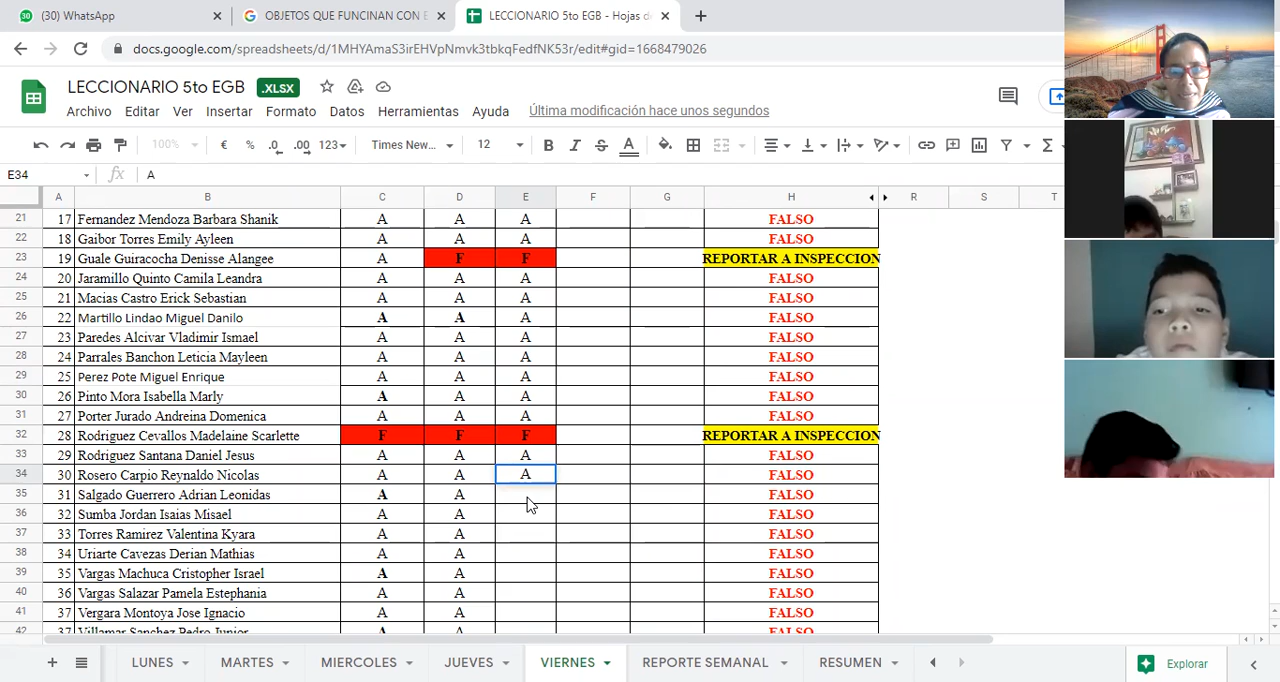 (30) WhatsApp
OBJETOS QUE FUNCINAN CON E
LECCIONARIO 5to EGB - Hojas de
docs.google.com/spreadsheets/d/1MHYAmaS3irEHVpNmvk3tbkqFedfNK53r/edit#gid=1668479026
LECCIONARIO 5to EGB .XLSX
Archivo Editar Ver Insertar Formato Datos Herramientas Ayuda Última modificación hace unos segundos
100% € % .0 .00 123 Times New... 12 B I S A Σ
E34 fx A
A B C D E F G H R S T
21 17 Fernandez Mendoza Barbara Shanik A A A FALSO
22 18 Gaibor Torres Emily Ayleen A A A FALSO
23 19 Guale Guiracocha Denisse Alangee A F F REPORTAR A INSPECCION
24 20 Jaramillo Quinto Camila Leandra A A A FALSO
25 21 Macias Castro Erick Sebastian A A A FALSO
26 22 Martillo Lindao Miguel Danilo A A A FALSO
27 23 Paredes Alcivar Vladimir Ismael A A A FALSO
28 24 Parrales Banchon Leticia Mayleen A A A FALSO
29 25 Perez Pote Miguel Enrique A A A FALSO
30 26 Pinto Mora Isabella Marly A A A FALSO
31 27 Porter Jurado Andreina Domenica A A A FALSO
32 28 Rodriguez Cevallos Madelaine Scarlette F F F REPORTAR A INSPECCION
33 29 Rodriguez Santana Daniel Jesus A A A FALSO
34 30 Rosero Carpio Reynaldo Nicolas A A A FALSO
35 31 Salgado Guerrero Adrian Leonidas A A FALSO
36 32 Sumba Jordan Isaias Misael A A FALSO
37 33 Torres Ramirez Valentina Kyara A A FALSO
38 34 Uriarte Cavezas Derian Mathias A A FALSO
39 35 Vargas Machuca Cristopher Israel A A FALSO
40 36 Vargas Salazar Pamela Estephania A A FALSO
41 37 Vergara Montoya Jose Ignacio A A FALSO
42 37 Villamar Sanchez Pedro Junior A A FALSO
LUNES MARTES MIERCOLES JUEVES VIERNES REPORTE SEMANAL RESUMEN Explorar